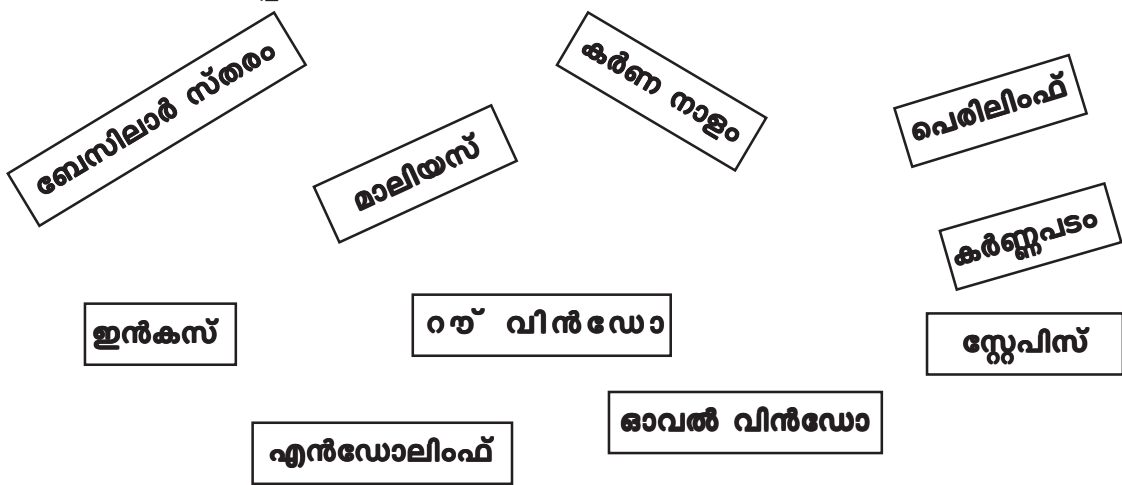 ബേസിലാർ സ്തരം
കർണ നാളം
പെരിലിംഫ്
മാലിയസ്
കർണ്ണപടം
ഇൻകസ്
വിൻഡോ
സ്റ്റേപിസ്
ഓവൽ വിൻഡോ
എൻഡോലിംഫ്